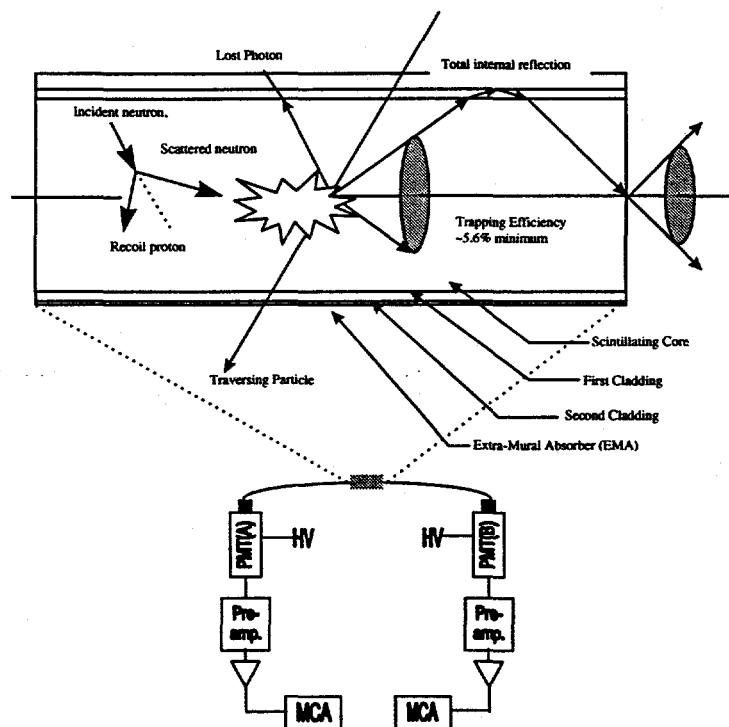 Lost Photon
Total internal reflection
Incident neutron,
Scattered neutron
Recoil proton
Trapping Efficiency
~5.6% minimum
Scintillating Core
Traversing Particle
First Cladding
Second Cladding
Extra-Mural Absorber (EMA)
PMT(A)
HV
HV
PMT(B)
Pre-
amp.
Pre-
amp.
MCA
MCA